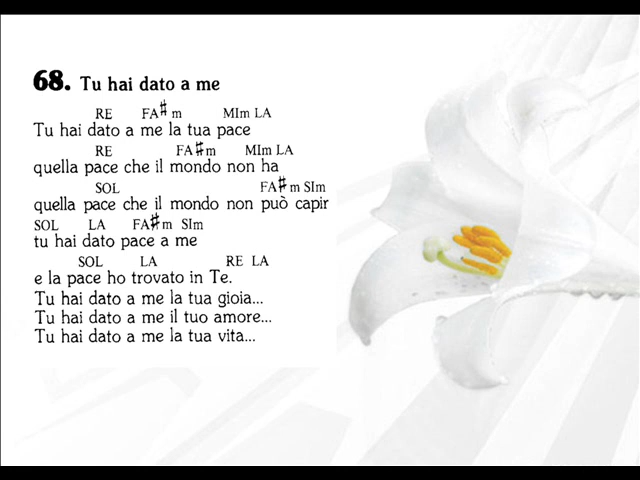 68. Tu hai dato a me
RE FA#m MIm LA
Tu hai dato a me la tua pace
RE FA#m MIm LA
quella pace che il mondo non ha
SOL FA#m SIm
quella pace che il mondo non può capir
SOL LA FA#m SIm
tu hai dato pace a me
SOL LA RE LA
e la pace ho trovato in Te.
Tu hai dato a me la tua gioia...
Tu hai dato a me il tuo amore...
Tu hai dato a me la tua vita...